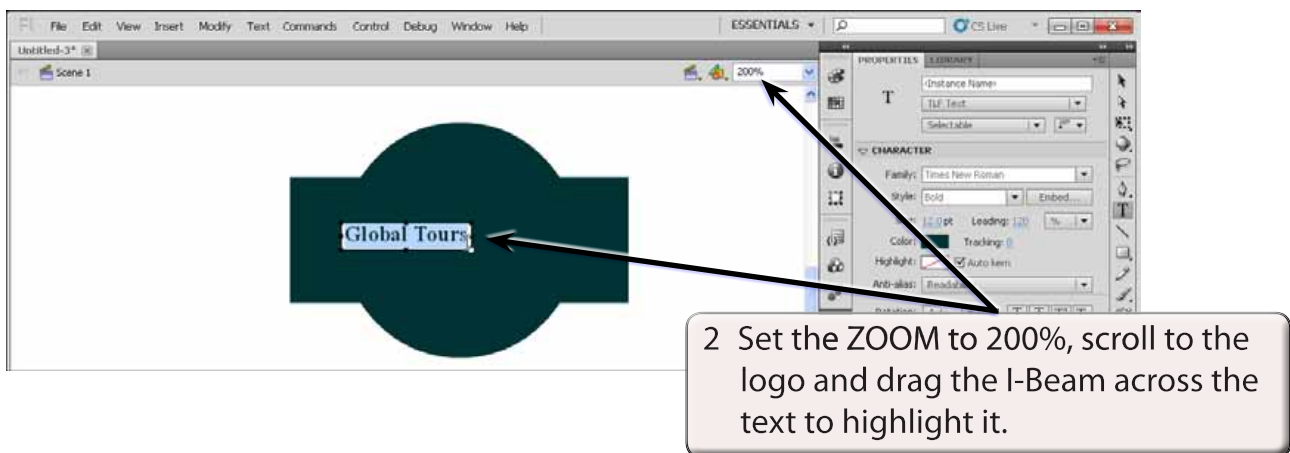 Fl File Edit View Insert Modify Text Commands Control Debug Window Help ESSENTIALS CS Live
Untitled-3*
Scene 1 200%
PROPERTIES LIBRARY
<Instance Name>
T TLF Text
Selectable
CHARACTER
Family: Times New Roman
Style: Bold Embed...
12.0 pt Leading: 120 %
Color: Tracking: 0
Highlight: Auto kern
Anti-alias:
Global Tours
2 Set the ZOOM to 200%, scroll to the
logo and drag the I-Beam across the
text to highlight it.